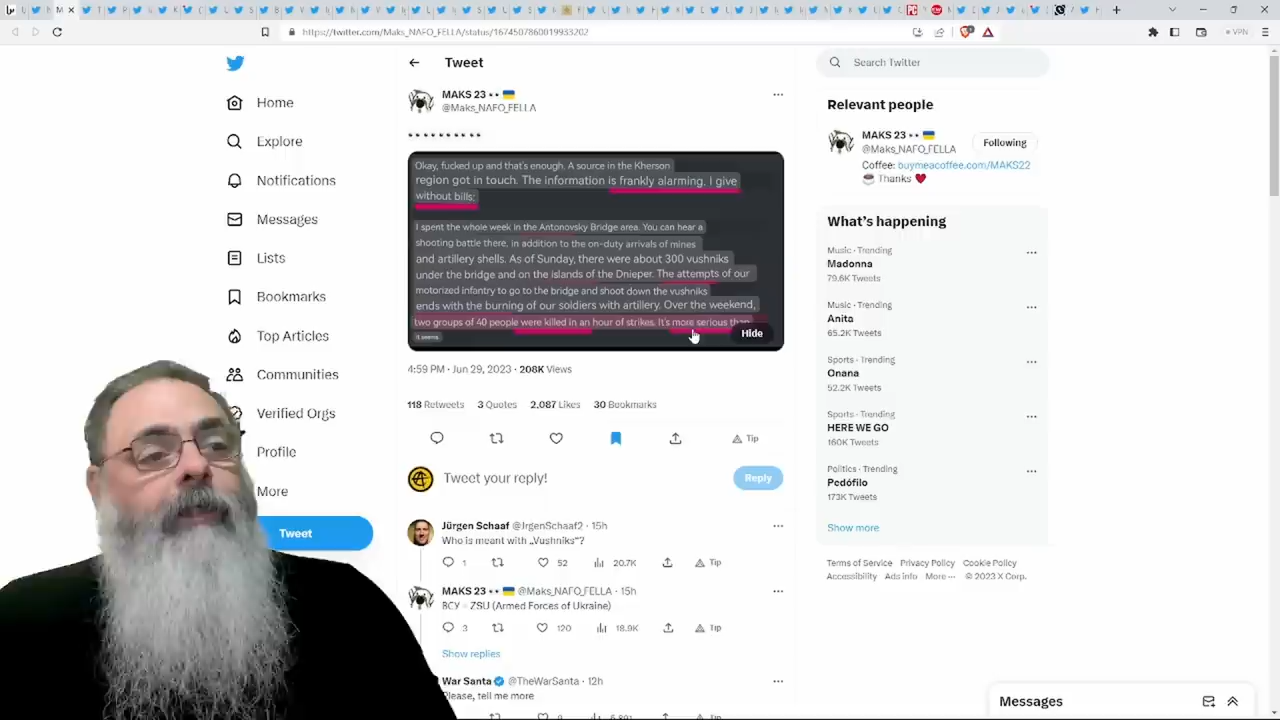 https://twitter.com/Maks_NAFO_FELLA/status/1674507860019933202
VPN
Home
Explore
Notifications
Messages
Lists
Bookmarks
Top Articles
Communities
Verified Orgs
Profile
More
Tweet
Tweet
MAKS 23
@Maks_NAFO_FELLA
Okay, fucked up and that's enough. A source in the Kherson
region got in touch. The information is frankly alarming. I give
without bills:
I spent the whole week in the Antonovsky Bridge area. You can hear a
shooting battle there, in addition to the on-duty arrivals of mines
and artillery shells. As of Sunday, there were about 300 vushniks
under the bridge and on the islands of the Dnieper. The attempts of our
motorized infantry to go to the bridge and shoot down the vushniks
ends with the burning of our soldiers with artillery. Over the weekend,
two groups of 40 people were killed in an hour of strikes. It's more serious than
it seems.
Hide
4:59 PM · Jun 29, 2023 · 208K Views
118 Retweets 3 Quotes 2,087 Likes 30 Bookmarks
Tip
Tweet your reply!
Reply
Jürgen Schaaf @JrgenSchaaf2 · 15h
Who is meant with „Vushniks"?
1 52 20.7K Tip
MAKS 23 @Maks_NAFO_FELLA · 15h
ВСУ = ZSU (Armed Forces of Ukraine)
3 120 18.9K Tip
Show replies
War Santa @TheWarSanta · 12h
Please, tell me more
Tip
Search Twitter
Relevant people
MAKS 23
@Maks_NAFO_FELLA
Following
Coffee: buymeacoffee.com/MAKS22
Thanks
What's happening
Music · Trending
Madonna
79.6K Tweets
Music · Trending
Anita
65.2K Tweets
Sports · Trending
Onana
52.2K Tweets
Sports · Trending
HERE WE GO
160K Tweets
Politics · Trending
Pedófilo
173K Tweets
Show more
Terms of Service Privacy Policy Cookie Policy
Accessibility Ads info More ··· © 2023 X Corp.
Messages